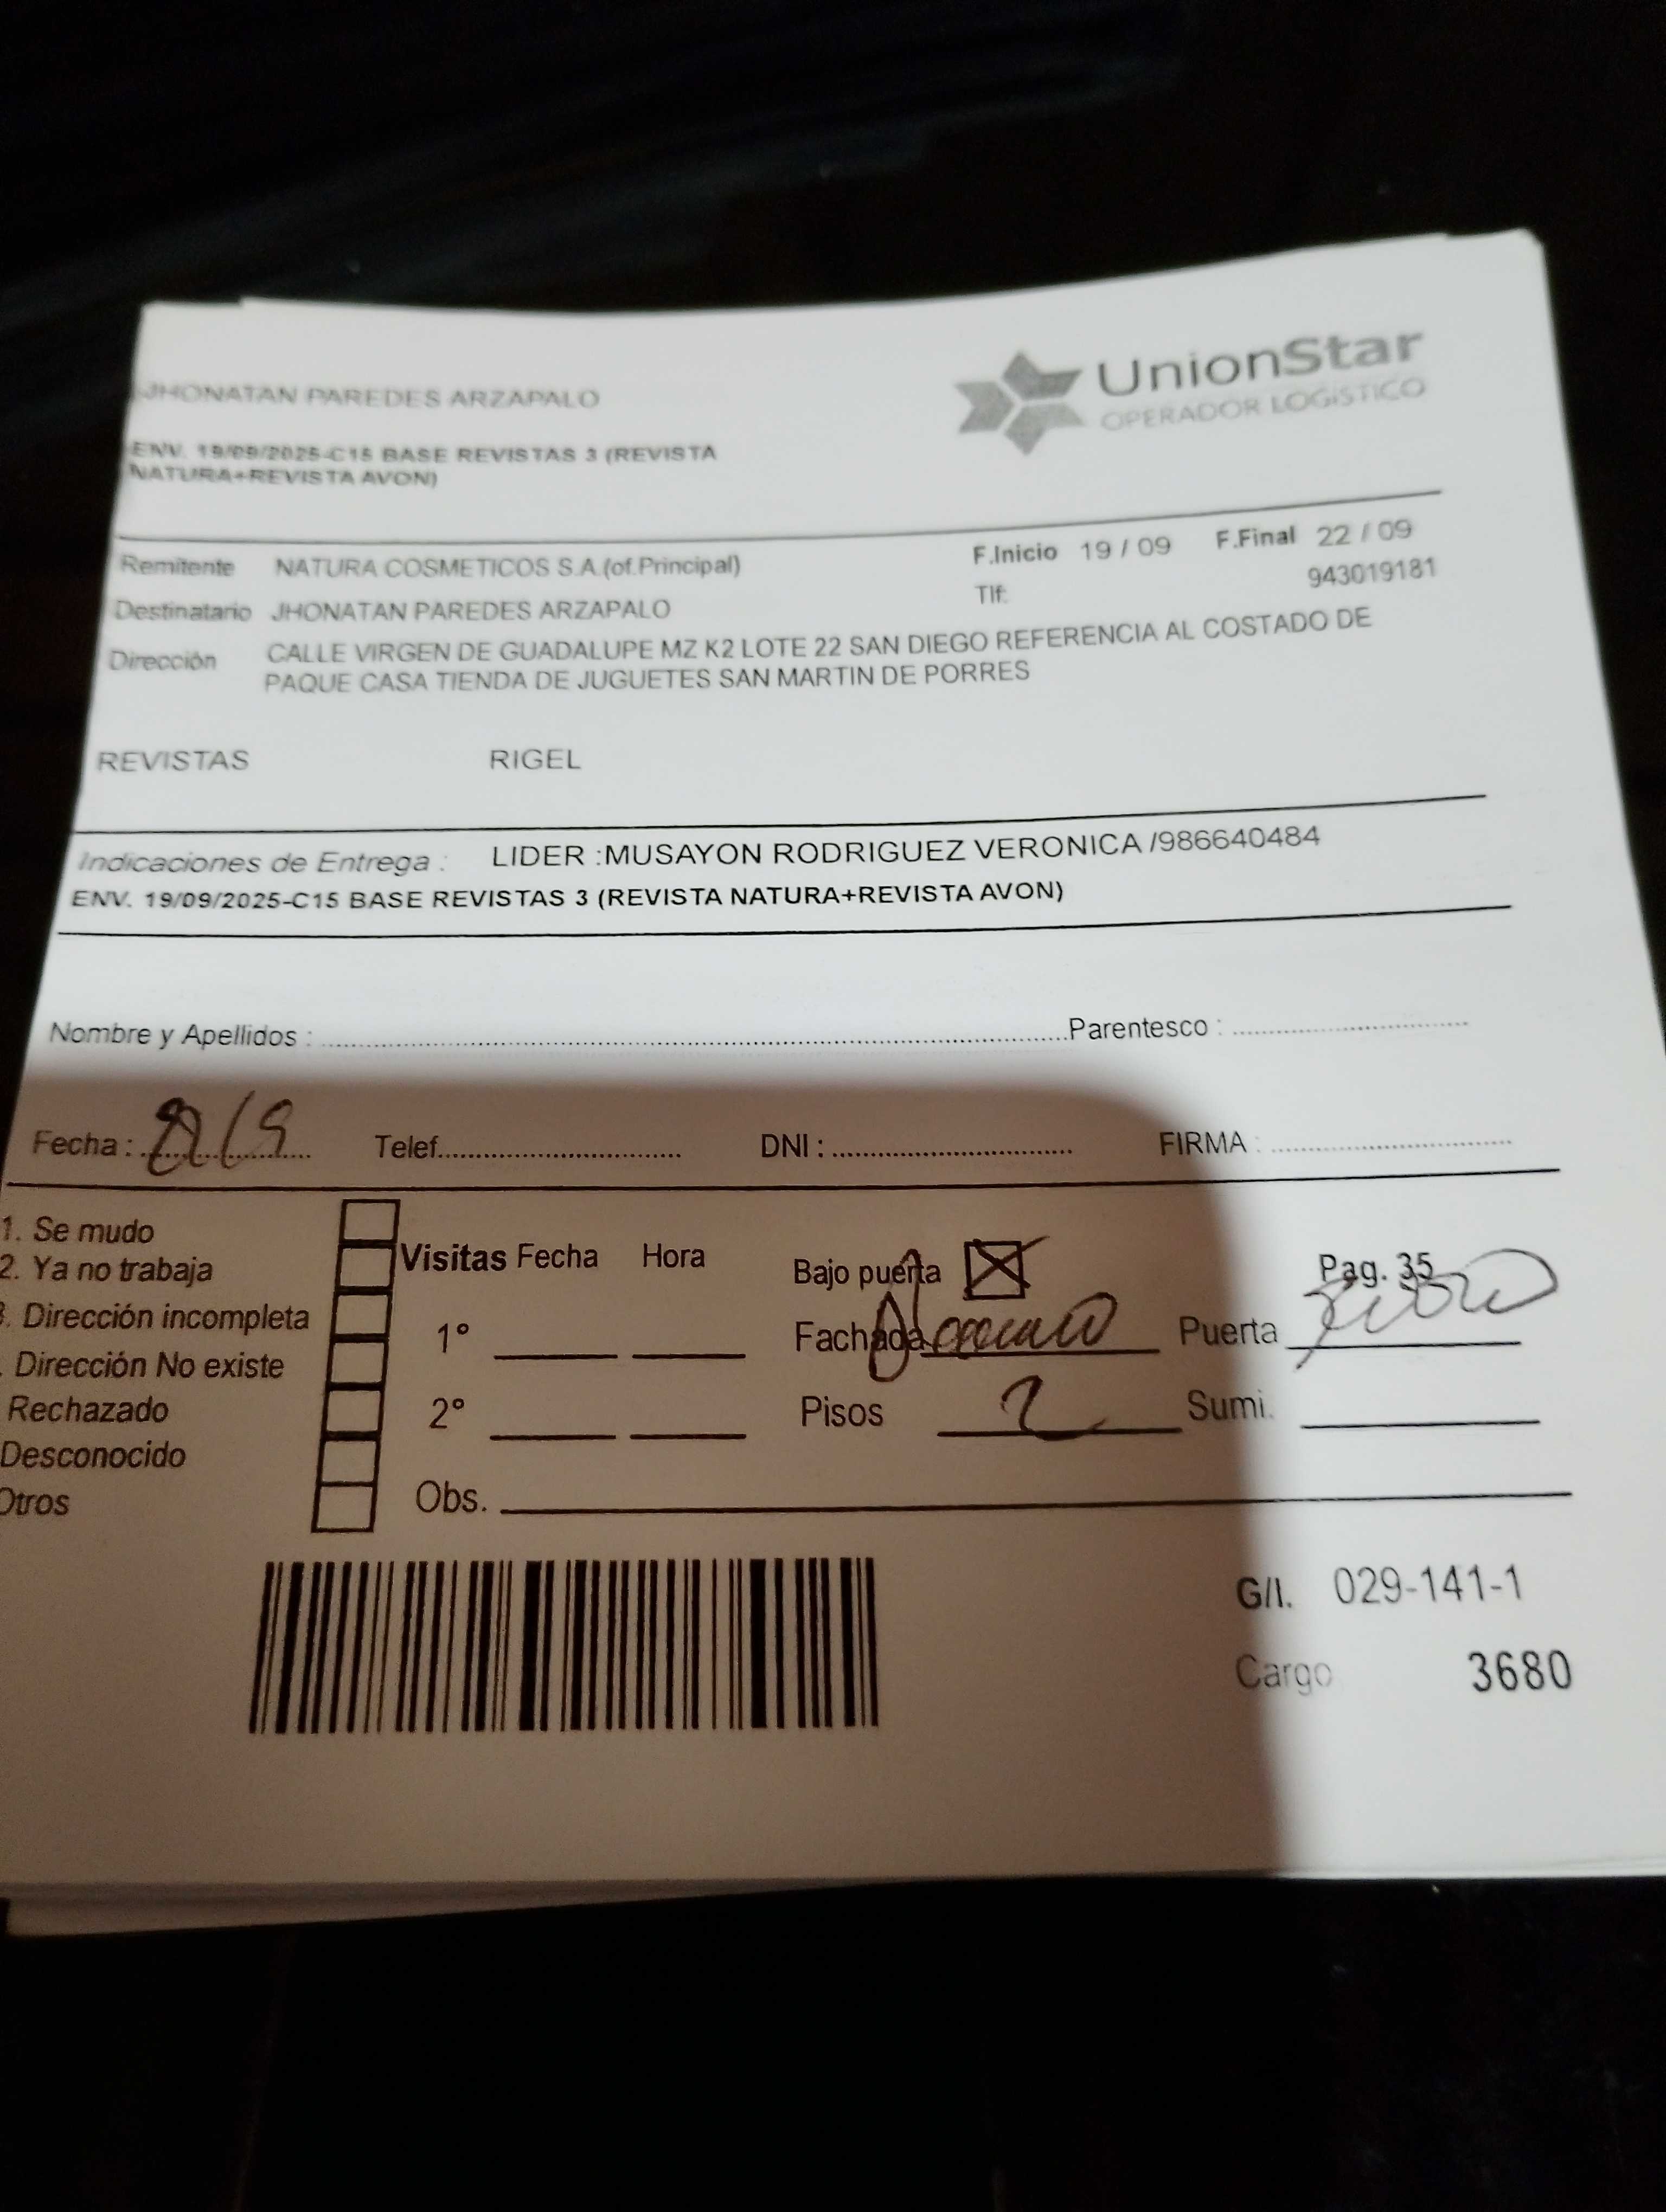 UnionStar
OPERADOR LOGÍSTICO
JHONATAN PAREDES ARZAPALO
ENV. 19/09/2025-C15 BASE REVISTAS 3 (REVISTA
NATURA+REVISTA AVON)
Remitente NATURA COSMETICOS S.A.(of.Principal) F.Inicio 19 / 09 F.Final 22 / 09
Destinatario JHONATAN PAREDES ARZAPALO Tlf: 943019181
Dirección CALLE VIRGEN DE GUADALUPE MZ K2 LOTE 22 SAN DIEGO REFERENCIA AL COSTADO DE
PAQUE CASA TIENDA DE JUGUETES SAN MARTIN DE PORRES
REVISTAS RIGEL
Indicaciones de Entrega : LIDER :MUSAYON RODRIGUEZ VERONICA /986640484
ENV. 19/09/2025-C15 BASE REVISTAS 3 (REVISTA NATURA+REVISTA AVON)
Nombre y Apellidos : Parentesco :
Fecha : Telef. DNI : FIRMA :
1. Se mudo
2. Ya no trabaja
. Dirección incompleta
. Dirección No existe
Rechazado
Desconocido
Otros
Visitas Fecha Hora
1°
2°
Obs.
Bajo puerta Pag. 35
Fachada Puerta
Pisos 2 Sumi.
G/I. 029-141-1
Cargo 3680